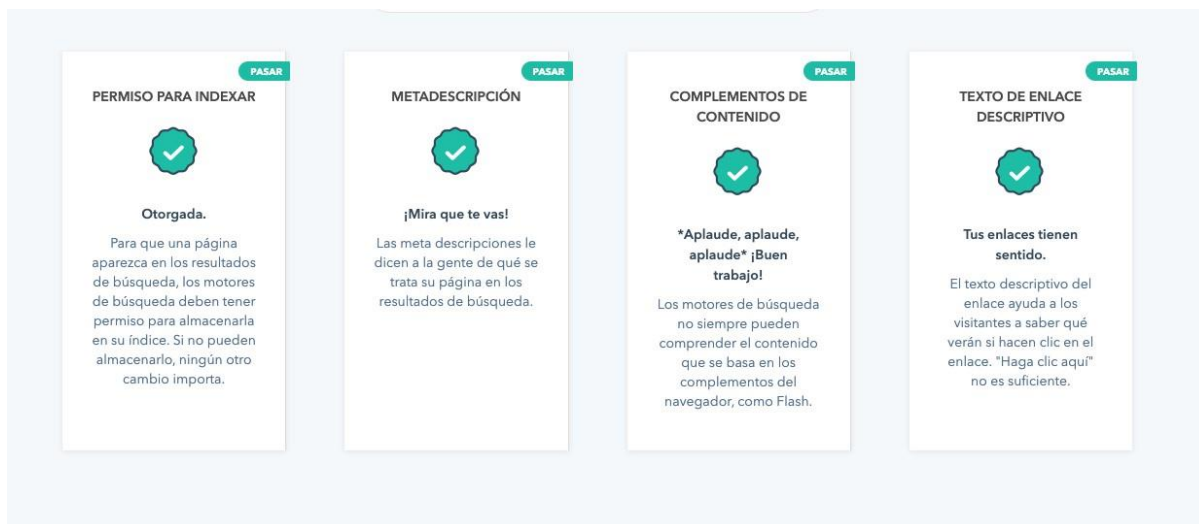 PASAR
PERMISO PARA INDEXAR
Otorgada.
Para que una página
aparezca en los resultados
de búsqueda, los motores
de búsqueda deben tener
permiso para almacenarla
en su índice. Si no pueden
almacenarlo, ningún otro
cambio importa.
PASAR
METADESCRIPCIÓN
¡Mira que te vas!
Las meta descripciones le
dicen a la gente de qué se
trata su página en los
resultados de búsqueda.
PASAR
COMPLEMENTOS DE
CONTENIDO
*Aplaude, aplaude,
aplaude* ¡Buen
trabajo!
Los motores de búsqueda
no siempre pueden
comprender el contenido
que se basa en los
complementos del
navegador, como Flash.
PASAR
TEXTO DE ENLACE
DESCRIPTIVO
Tus enlaces tienen
sentido.
El texto descriptivo del
enlace ayuda a los
visitantes a saber qué
verán si hacen clic en el
enlace. "Haga clic aquí"
no es suficiente.